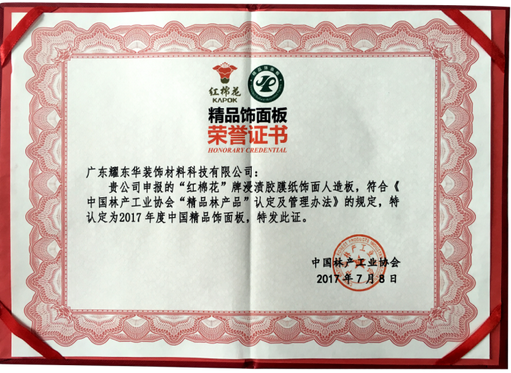 红棉花
KAPOK
精品饰面板
荣誉证书
HONORARY CREDENTIAL
广东耀东华装饰材料科技有限公司：
贵公司申报的“红棉花”牌浸渍胶膜纸饰面人造板，符合《
中国林产工业协会“精品林产品”认定及管理办法》的规定，特
认定为2017年度中国精品饰面板，特发此证。
中国林产工业协会
2017年7月8日